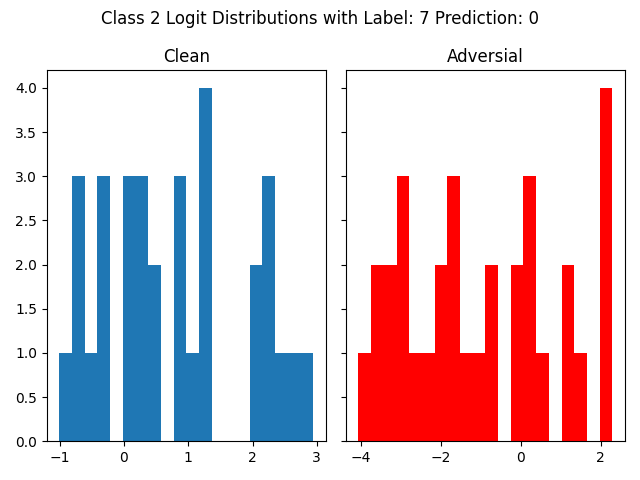 Class 2 Logit Distributions with Label: 7 Prediction: 0
Clean
Adversial
4.0
3.5
3.0
2.5
2.0
1.5
1.0
0.5
0.0
−1 0 1 2 3
−4 −2 0 2